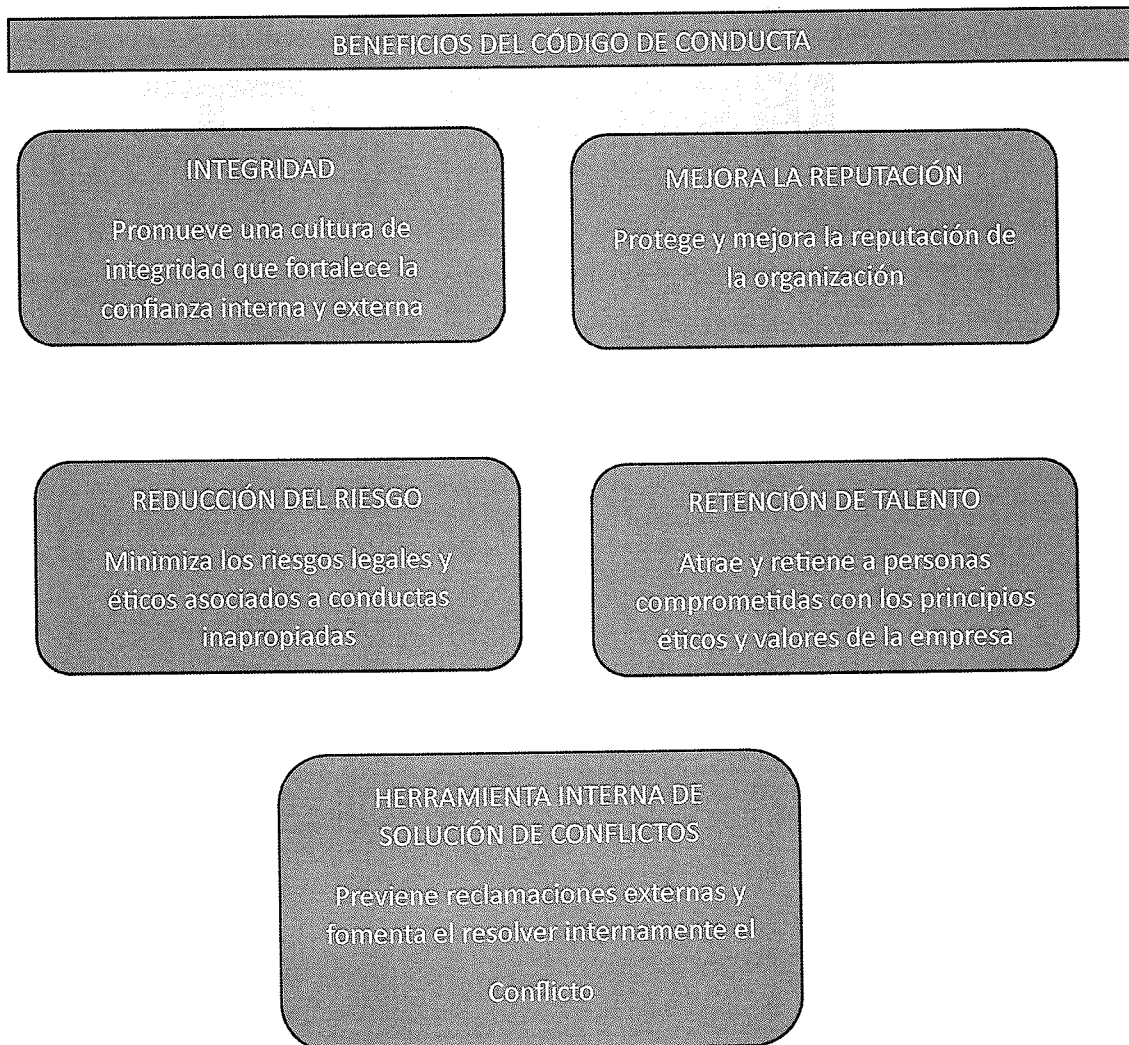 BENEFICIOS DEL CÓDIGO DE CONDUCTA
INTEGRIDAD
Promueve una cultura de
integridad que fortalece la
confianza interna y externa
MEJORA LA REPUTACIÓN
Protege y mejora la reputación de
la organización
REDUCCIÓN DEL RIESGO
Minimiza los riesgos legales y
éticos asociados a conductas
inapropiadas
RETENCIÓN DE TALENTO
Atrae y retiene a personas
comprometidas con los principios
éticos y valores de la empresa
HERRAMIENTA INTERNA DE
SOLUCIÓN DE CONFLICTOS
Previene reclamaciones externas y
fomenta el resolver internamente el
Conflicto